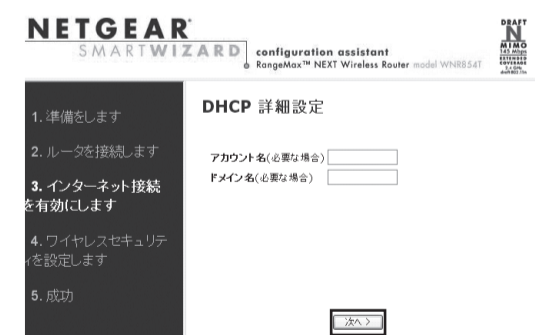 NETGEAR
SMARTWIZARD
configuration assistant
RangeMax™ NEXT Wireless Router model WNR854T
DRAFT
N
MIMO
145 Mbps
EXTENDED
COVERAGE
1. 準備をします
2. ルータを接続します
3. インターネット接続
を有効にします
4. ワイヤレスセキュリテ
ィを設定します
5. 成功
DHCP 詳細設定
アカウント名(必要な場合)
ドメイン名(必要な場合)
次へ >